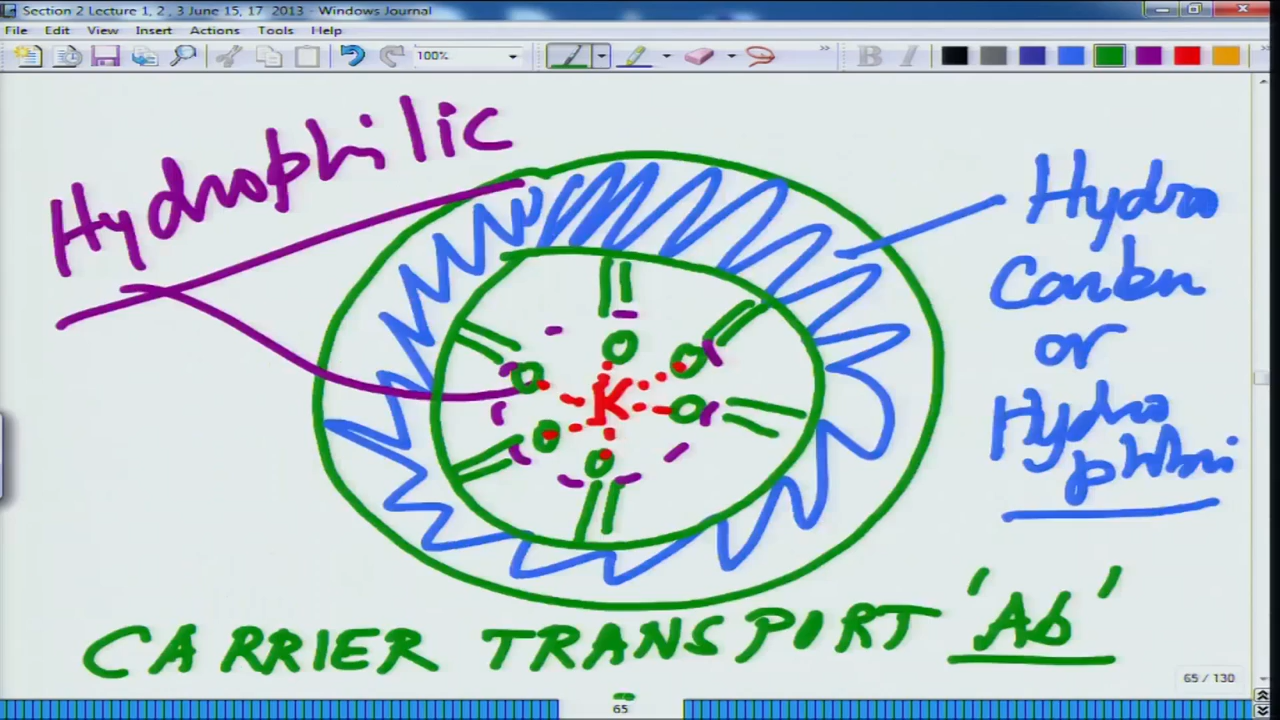 Section 2 Lecture 1, 2 , 3 June 15, 17 2013 - Windows Journal
File Edit View Insert Actions Tools Help
100%
B I
Hydrophilic
Hydro
Carbon
or
Hydro
O O O K O O O
CARRIER TRANSPORT 'Ab'
65 / 130
65